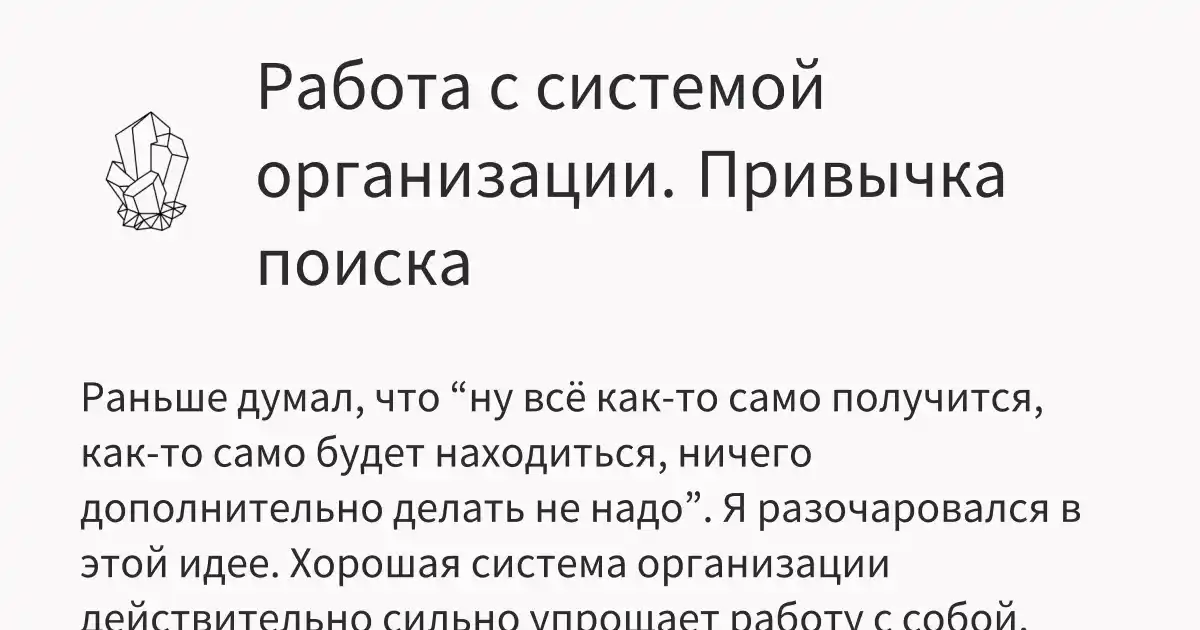 Работа с системой
организации. Привычка
поиска
Раньше думал, что “ну всё как-то само получится,
как-то само будет находиться, ничего
дополнительно делать не надо”. Я разочаровался в
этой идее. Хорошая система организации
действительно сильно упрощает работу с собой.